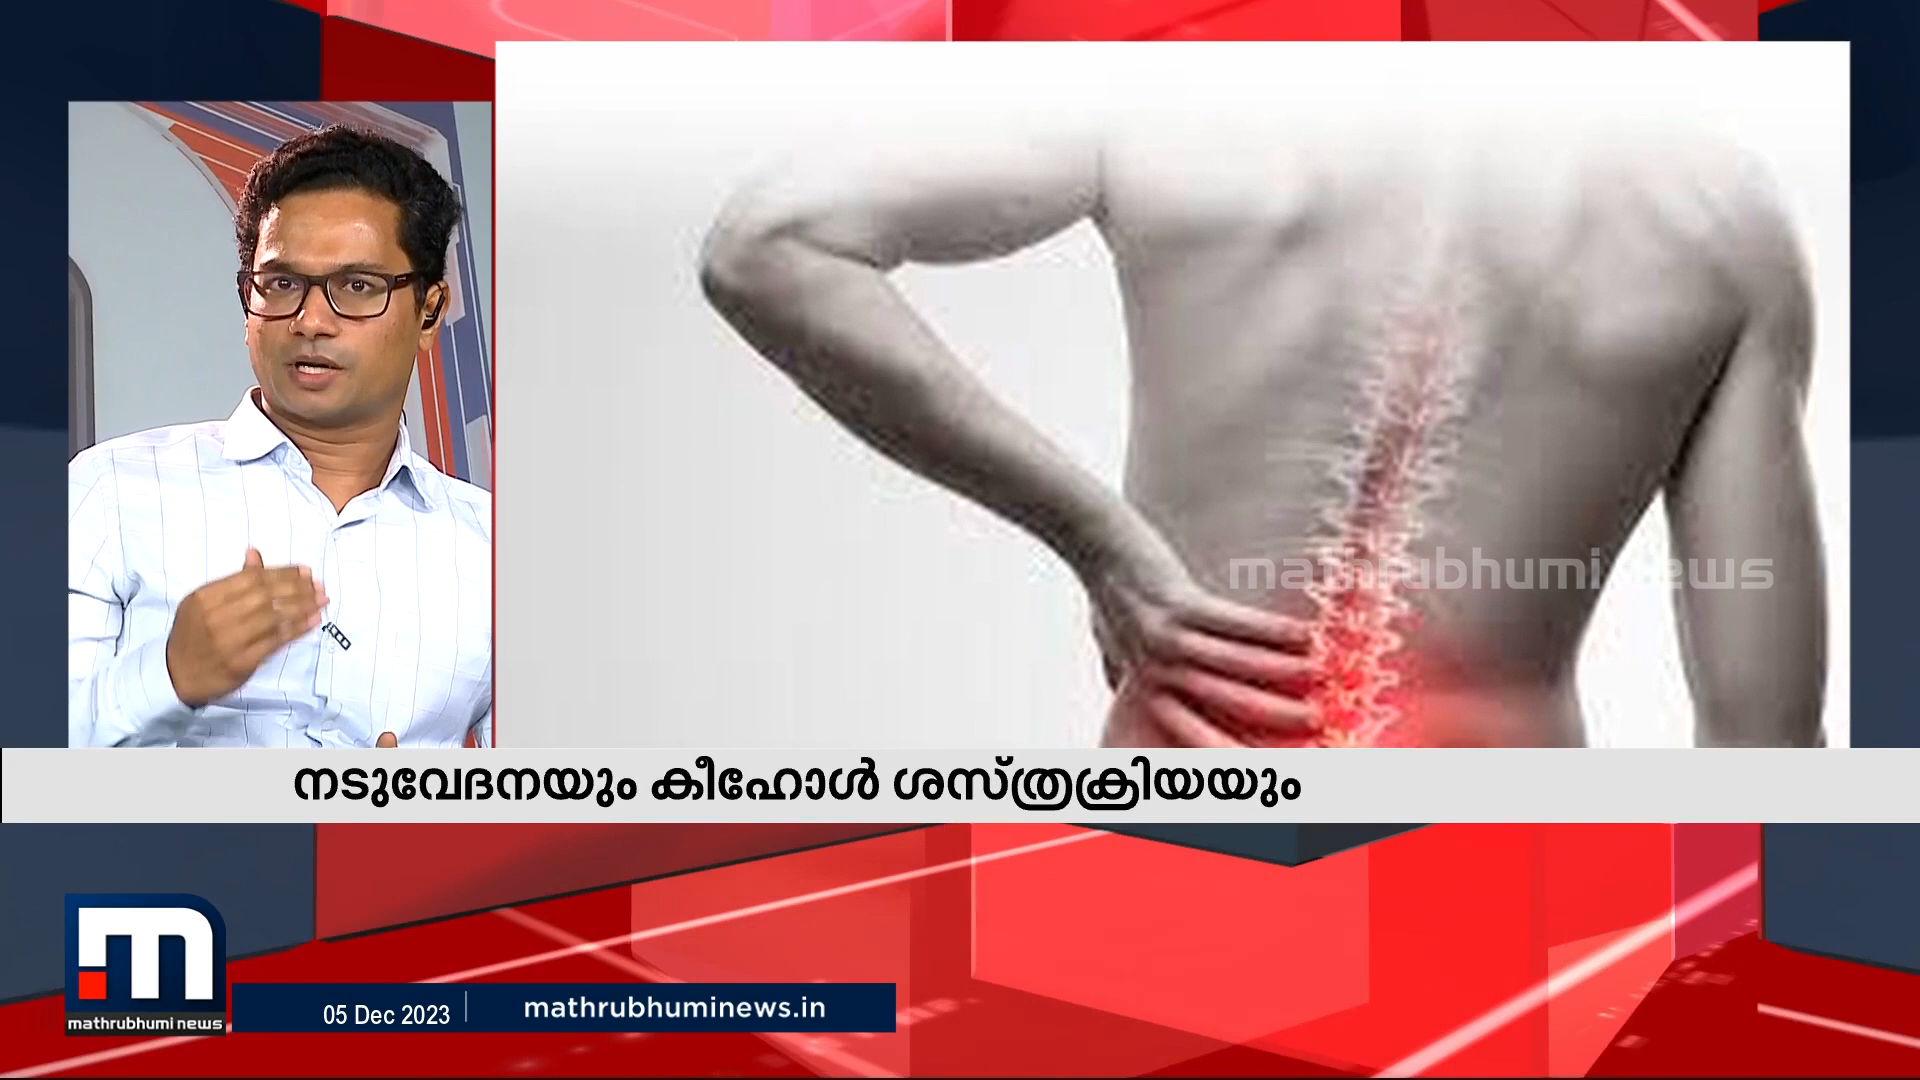 mathrubhumi news
നടുവേദനയും കീഹോൾ ശസ്ത്രക്രിയയും
mathrubhumi news
05 Dec 2023
mathrubhuminews.in